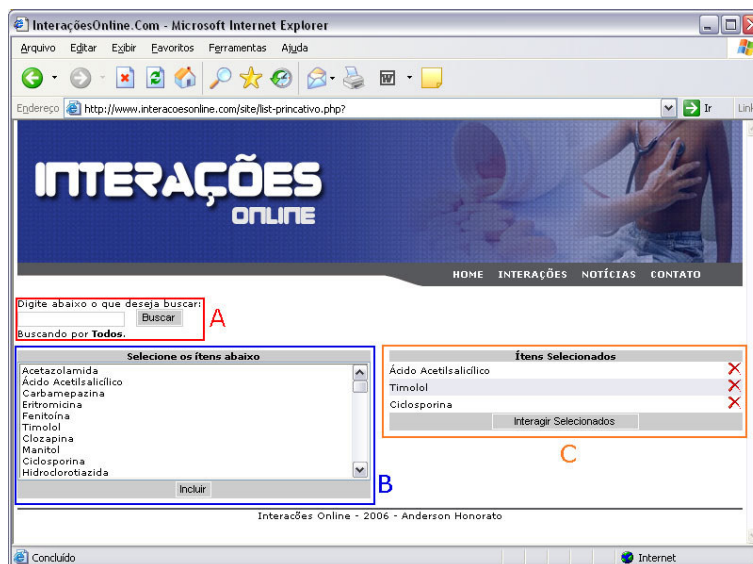 InteraçõesOnline.Com - Microsoft Internet Explorer
Arquivo Editar Exibir Favoritos Ferramentas Ajuda
Endereço http://www.interacoesonline.com/site/list-princativo.php? Ir Link
INTERAÇÕES
ONLINE
HOME INTERAÇÕES NOTÍCIAS CONTATO
Digite abaixo o que deseja buscar:
Buscar
A
Buscando por Todos.
Selecione os ítens abaixo
Acetazolamida
Ácido Acetilsalicílico
Carbamepazina
Eritromicina
Fenitoína
Timolol
Clozapina
Manitol
Ciclosporina
Hidroclorotiazida
Incluir
B
Ítens Selecionados
Ácido Acetilsalicílico
Timolol
Ciclosporina
Interagir Selecionados
C
Interacões Online - 2006 - Anderson Honorato
Concluído Internet